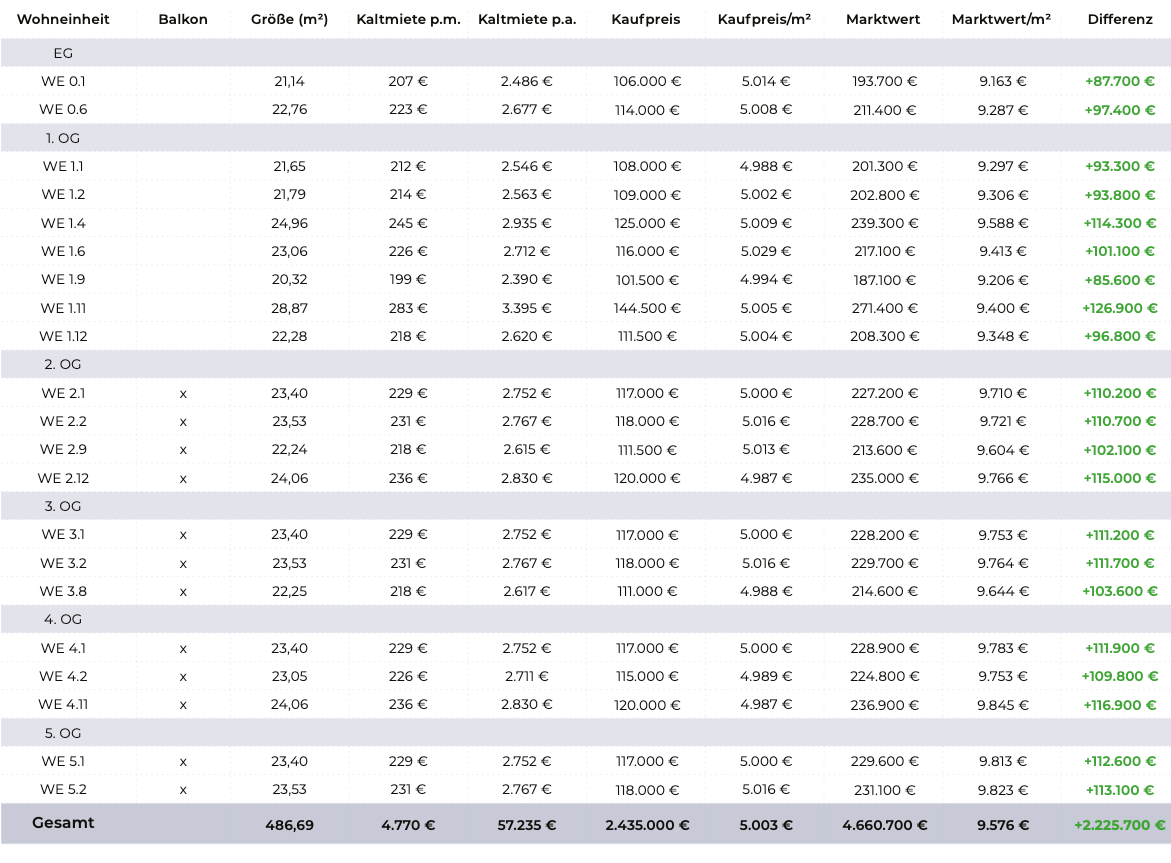 Wohneinheit Balkon Größe (m²) Kaltmiete p.m. Kaltmiete p.a. Kaufpreis Kaufpreis/m² Marktwert Marktwert/m² Differenz
EG
WE 0.1 21,14 207 € 2.486 € 106.000 € 5.014 € 193.700 € 9.163 € +87.700 €
WE 0.6 22,76 223 € 2.677 € 114.000 € 5.008 € 211.400 € 9.287 € +97.400 €
1. OG
WE 1.1 21,65 212 € 2.546 € 108.000 € 4.988 € 201.300 € 9.297 € +93.300 €
WE 1.2 21,79 214 € 2.563 € 109.000 € 5.002 € 202.800 € 9.306 € +93.800 €
WE 1.4 24,96 245 € 2.935 € 125.000 € 5.009 € 239.300 € 9.588 € +114.300 €
WE 1.6 23,06 226 € 2.712 € 116.000 € 5.029 € 217.100 € 9.413 € +101.100 €
WE 1.9 20,32 199 € 2.390 € 101.500 € 4.994 € 187.100 € 9.206 € +85.600 €
WE 1.11 28,87 283 € 3.395 € 144.500 € 5.005 € 271.400 € 9.400 € +126.900 €
WE 1.12 22,28 218 € 2.620 € 111.500 € 5.004 € 208.300 € 9.348 € +96.800 €
2. OG
WE 2.1 x 23,40 229 € 2.752 € 117.000 € 5.000 € 227.200 € 9.710 € +110.200 €
WE 2.2 x 23,53 231 € 2.767 € 118.000 € 5.016 € 228.700 € 9.721 € +110.700 €
WE 2.9 x 22,24 218 € 2.615 € 111.500 € 5.013 € 213.600 € 9.604 € +102.100 €
WE 2.12 x 24,06 236 € 2.830 € 120.000 € 4.987 € 235.000 € 9.766 € +115.000 €
3. OG
WE 3.1 x 23,40 229 € 2.752 € 117.000 € 5.000 € 228.200 € 9.753 € +111.200 €
WE 3.2 x 23,53 231 € 2.767 € 118.000 € 5.016 € 229.700 € 9.764 € +111.700 €
WE 3.8 x 22,25 218 € 2.617 € 111.000 € 4.988 € 214.600 € 9.644 € +103.600 €
4. OG
WE 4.1 x 23,40 229 € 2.752 € 117.000 € 5.000 € 228.900 € 9.783 € +111.900 €
WE 4.2 x 23,05 226 € 2.711 € 115.000 € 4.989 € 224.800 € 9.753 € +109.800 €
WE 4.11 x 24,06 236 € 2.830 € 120.000 € 4.987 € 236.900 € 9.845 € +116.900 €
5. OG
WE 5.1 x 23,40 229 € 2.752 € 117.000 € 5.000 € 229.600 € 9.813 € +112.600 €
WE 5.2 x 23,53 231 € 2.767 € 118.000 € 5.016 € 231.100 € 9.823 € +113.100 €
Gesamt 486,69 4.770 € 57.235 € 2.435.000 € 5.003 € 4.660.700 € 9.576 € +2.225.700 €